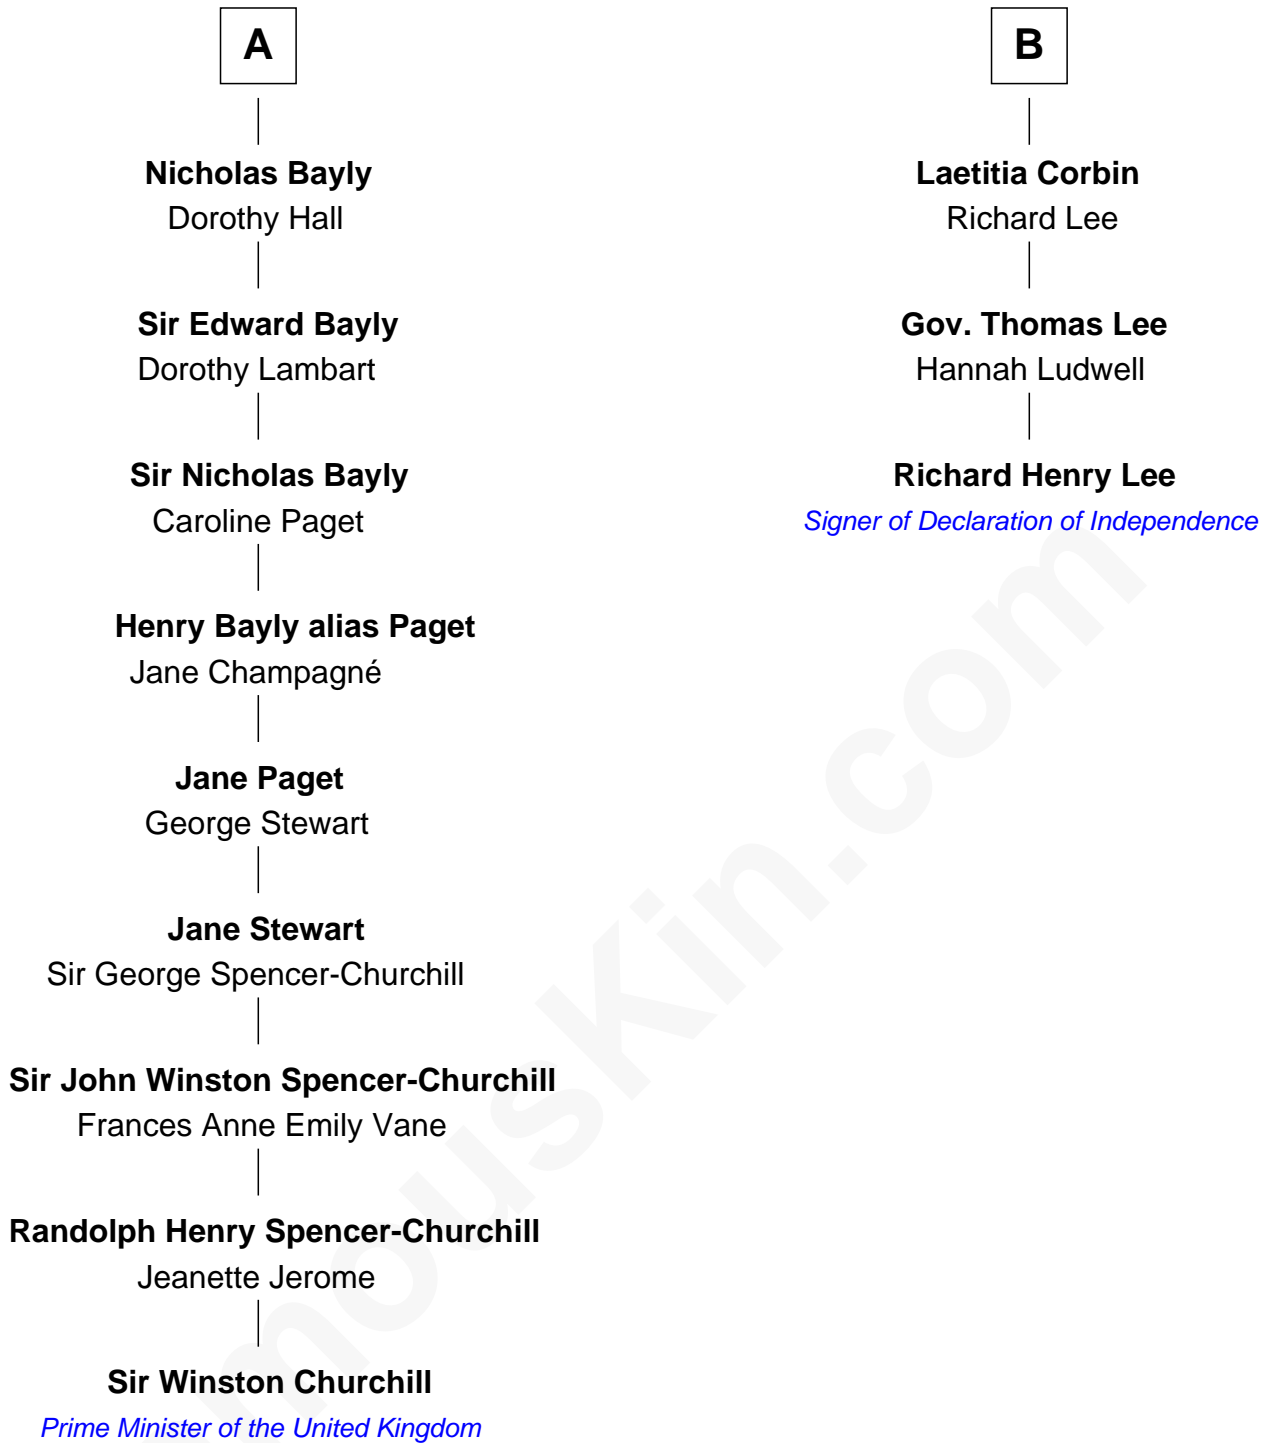 A
Nicholas Bayly
Dorothy Hall
Sir Edward Bayly
Dorothy Lambart
Sir Nicholas Bayly
Caroline Paget
Henry Bayly alias Paget
Jane Champagné
Jane Paget
George Stewart
Jane Stewart
Sir George Spencer-Churchill
Sir John Winston Spencer-Churchill
Frances Anne Emily Vane
Randolph Henry Spencer-Churchill
Jeanette Jerome
Sir Winston Churchill
Prime Minister of the United Kingdom
B
Laetitia Corbin
Richard Lee
Gov. Thomas Lee
Hannah Ludwell
Richard Henry Lee
Signer of Declaration of Independence
mousKin.com